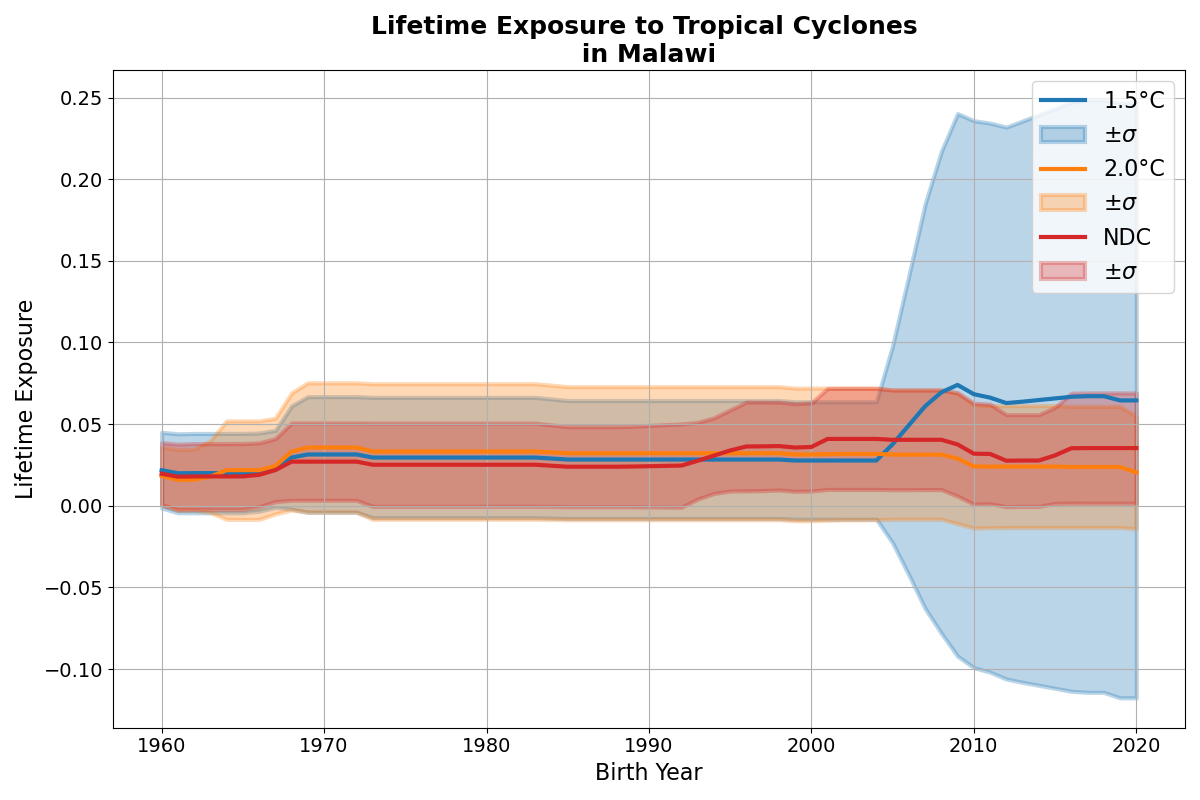 Lifetime Exposure to Tropical Cyclones
in Malawi
Lifetime Exposure
0.25
0.20
0.15
0.10
0.05
0.00
−0.05
−0.10
1.5°C
±σ
2.0°C
±σ
NDC
±σ
1960
1970
1980
1990
2000
2010
2020
Birth Year